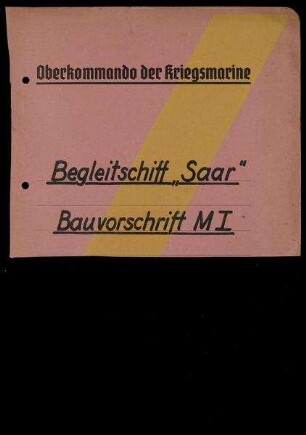 Oberkommando der Kriegsmarine
Begleitschiff „Saar“
Bauvorschrift M I